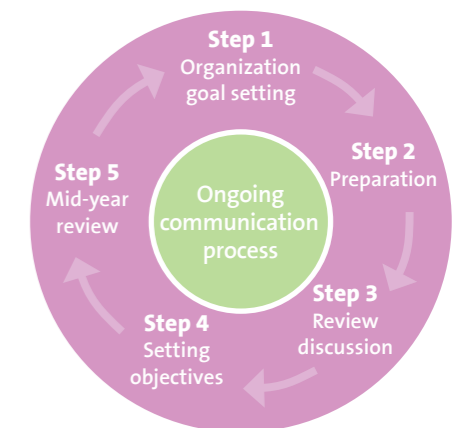 Step 1
Organization
goal setting
Step 2
Preparation
Step 3
Review
discussion
Step 4
Setting
objectives
Step 5
Mid-year
review
Ongoing
communication
process